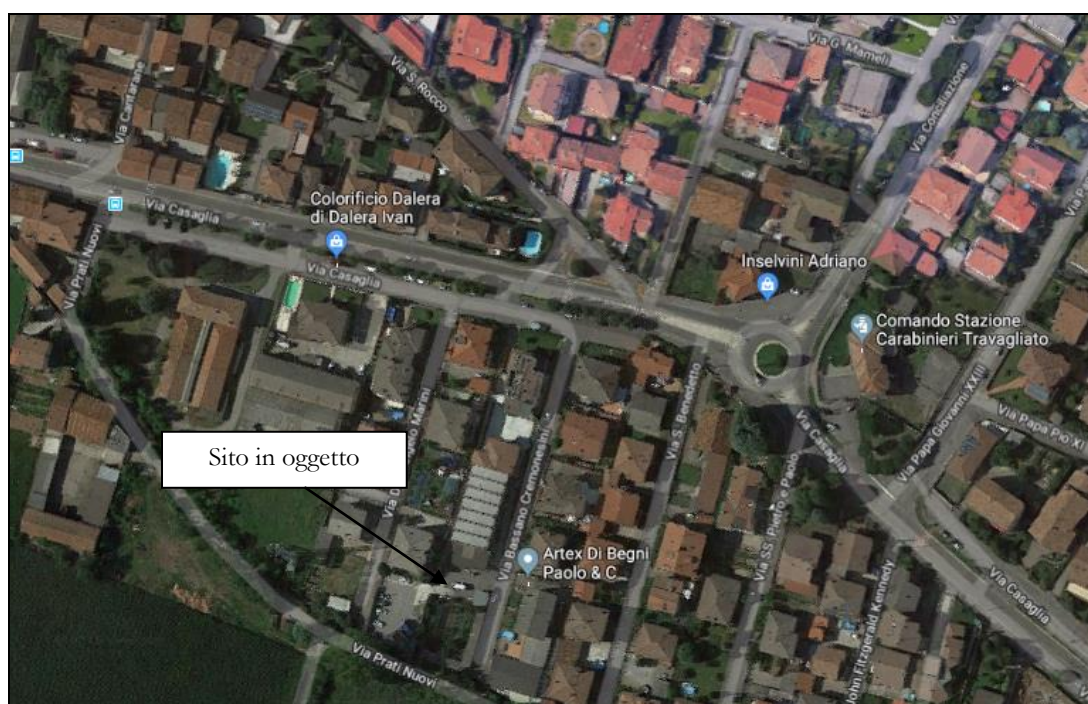 Via G. Mameli
Via Cantarane
Via S. Rocco
Via Conciliazione
Via Casaglia
Colorificio Dalera
di Dalera Ivan
Via Casaglia
Inselvini Adriano
Via Prati Nuovi
Comando Stazione
Carabinieri Travagliato
Via Papa Giovanni XXIII
Via Papa Pio XI
Via S. Benedetto
Via Casaglia
Sito in oggetto
Merini
Via Bassano Cremonesini
Via SS. Pietro e Paolo
Artex Di Begni
Paolo & C
Via Casaglia
John Fitzgerald Kennedy
Via Prati Nuovi